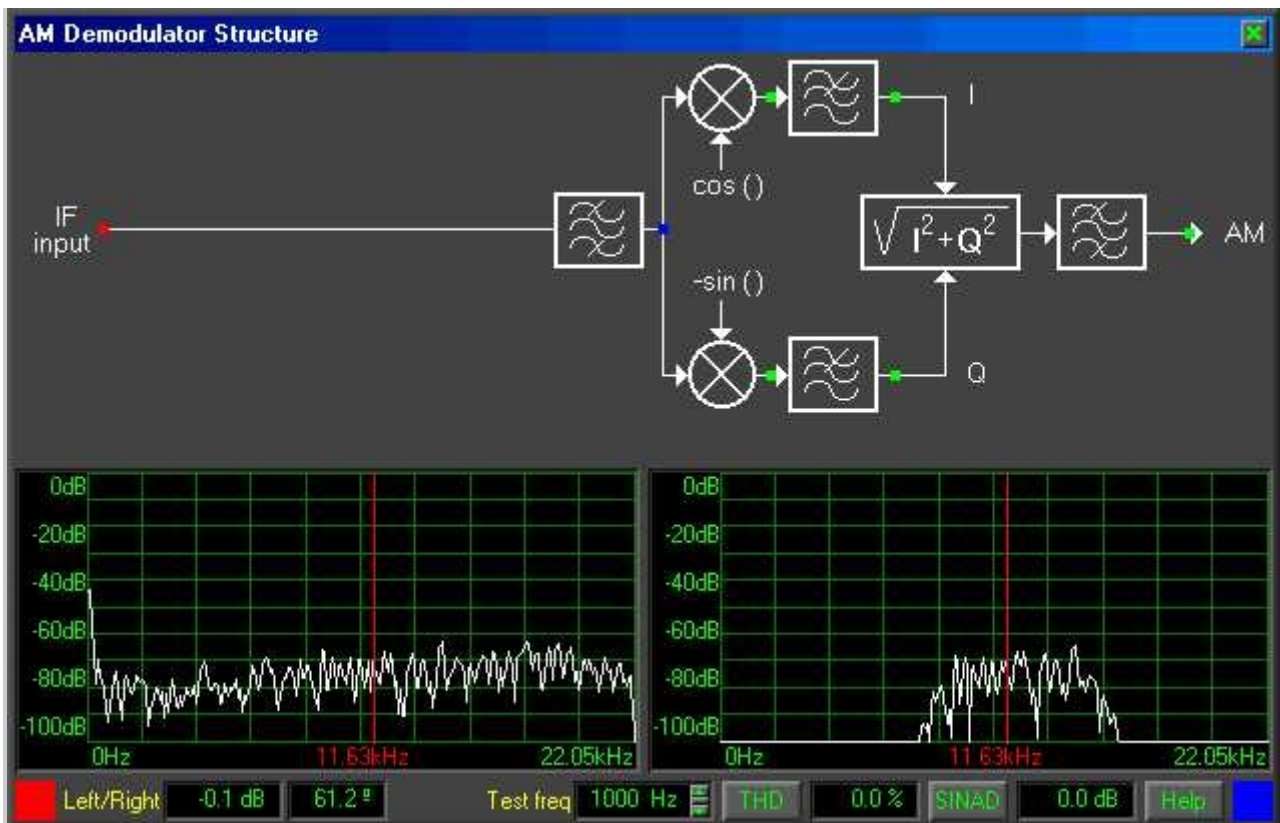 AM Demodulator Structure
I
cos ()
IF
input
√I²+Q²
AM
-sin ()
Q
0dB
-20dB
-40dB
-60dB
-80dB
-100dB
0Hz 11.63kHz 22.05kHz
0dB
-20dB
-40dB
-60dB
-80dB
-100dB
0Hz 11.63kHz 22.05kHz
Left/Right -0.1 dB 61.2 º Test freq 1000 Hz THD 0.0 % SINAD 0.0 dB Help